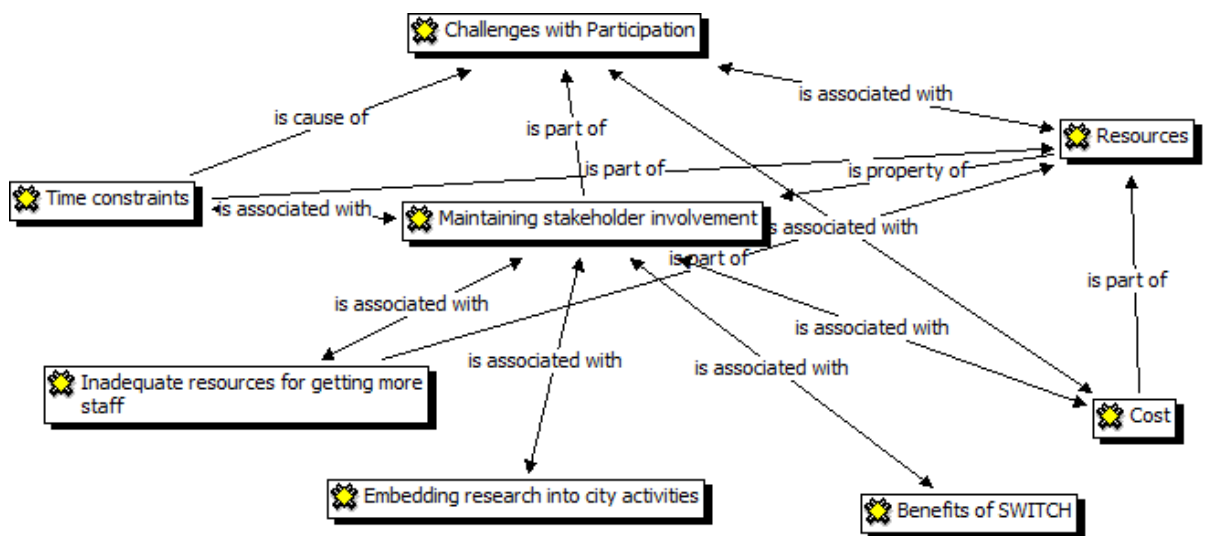 Challenges with Participation
is associated with
is cause of
is part of
Resources
is part of
is property of
Time constraints
is associated with
Maintaining stakeholder involvement
is associated with
is part of
is part of
is associated with
is associated with
is associated with
is associated with
Inadequate resources for getting more
staff
Cost
Embedding research into city activities
Benefits of SWITCH